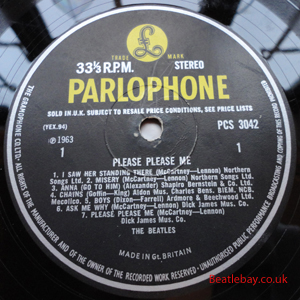 TRADE MARK
33⅓ R.P.M. STEREO
PARLOPHONE
SOLD IN U.K. SUBJECT TO RESALE PRICE CONDITIONS, SEE PRICE LISTS
(YEX.94)
PCS 3042
℗1963
1 1
PLEASE PLEASE ME
1. I SAW HER STANDING THERE (McCartney—Lennon) Northern
Songs Ltd. 2. MISERY (McCartney—Lennon) Northern Songs Ltd.
3. ANNA (GO TO HIM) (Alexander) Shapiro Bernstein & Co. Ltd.
4. CHAINS (Goffin—King) Aldon Mus. Charles Bens. BIEM. NCB.
Mecolico. 5. BOYS (Dixon—Farrell) Ardmore & Beechwood Ltd.
6. ASK ME WHY (McCartney—Lennon) Dick James Mus. Co.
7. PLEASE PLEASE ME (McCartney—Lennon)
Dick James Mus. Co.
THE BEATLES
MADE IN GT. BRITAIN
THE GRAMOPHONE CO. LTD. ALL RIGHTS OF THE MANUFACTURER AND OF THE OWNER OF THE RECORDED WORK RESERVED. UNAUTHORISED PUBLIC PERFORMANCE, BROADCASTING AND COPYING OF THIS RECORD PROHIBITED
Beatlebay.co.uk